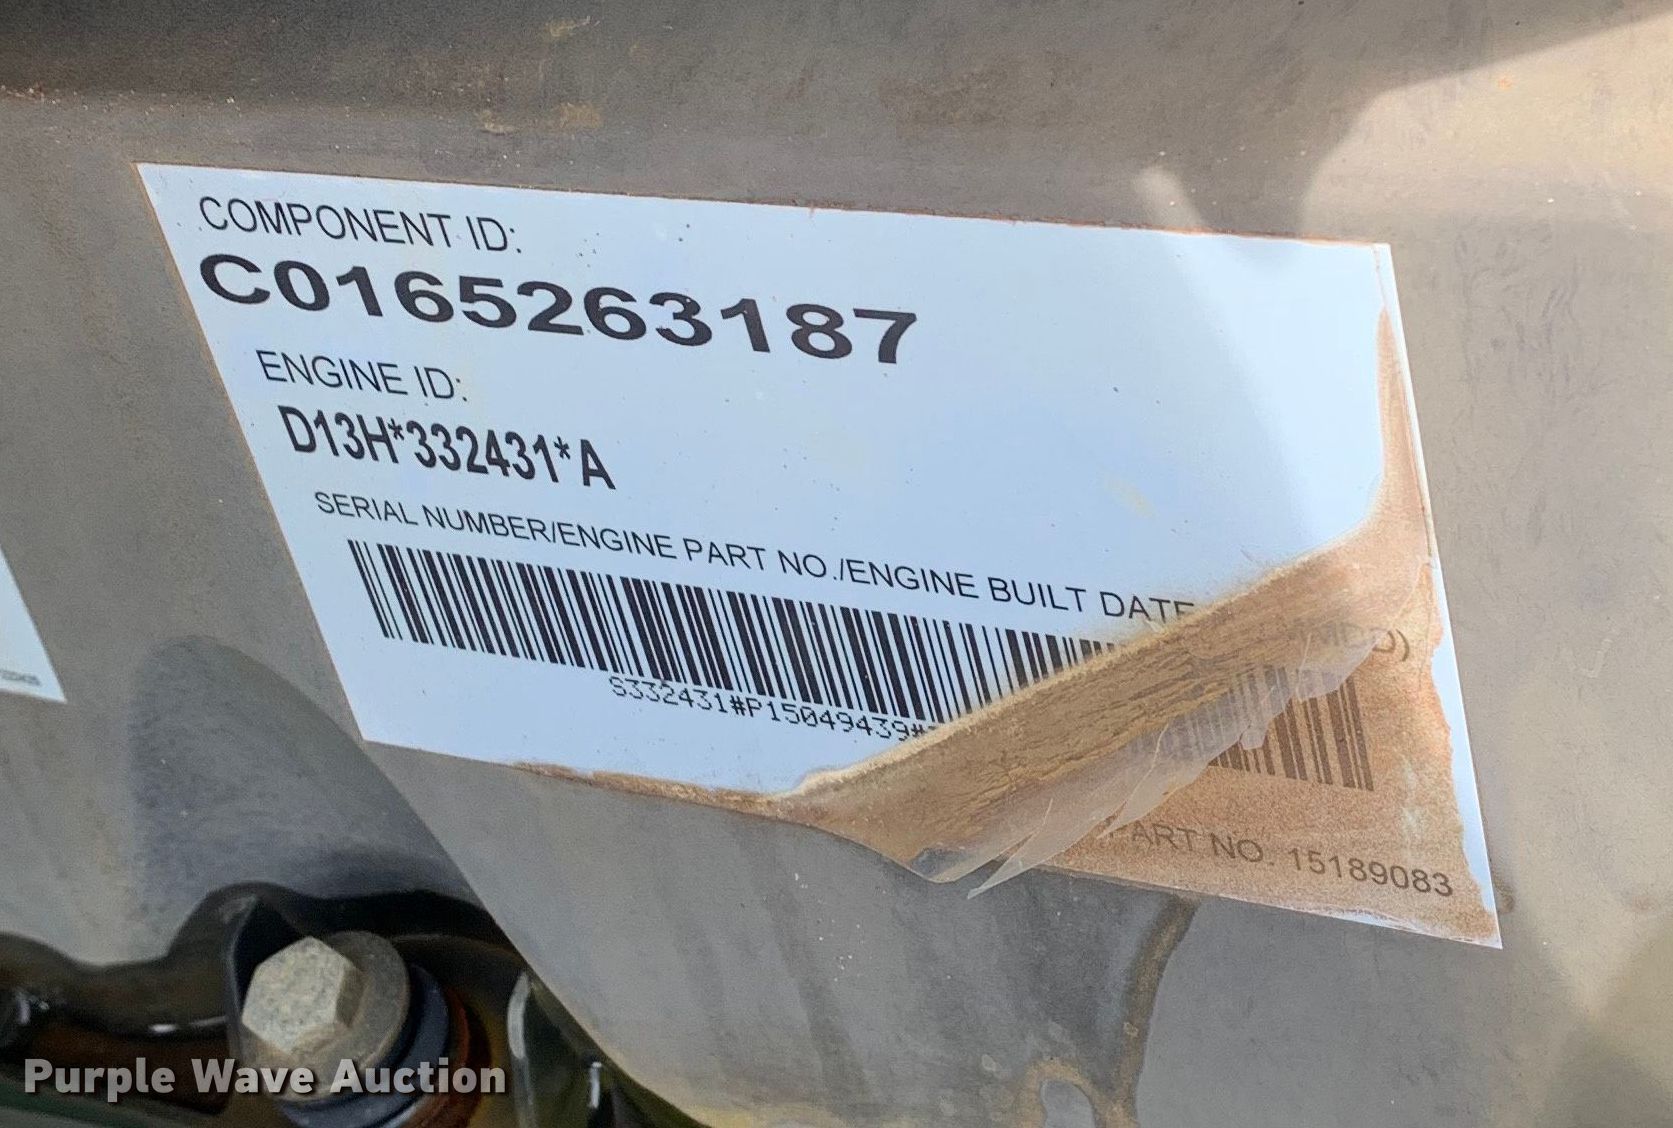 COMPONENT ID:
C0165263187
ENGINE ID:
D13H*332431*A
SERIAL NUMBER/ENGINE PART NO./ENGINE BUILT DATE MMDD)
S332431#P15049439#
PART NO. 15189083
Purple Wave Auction